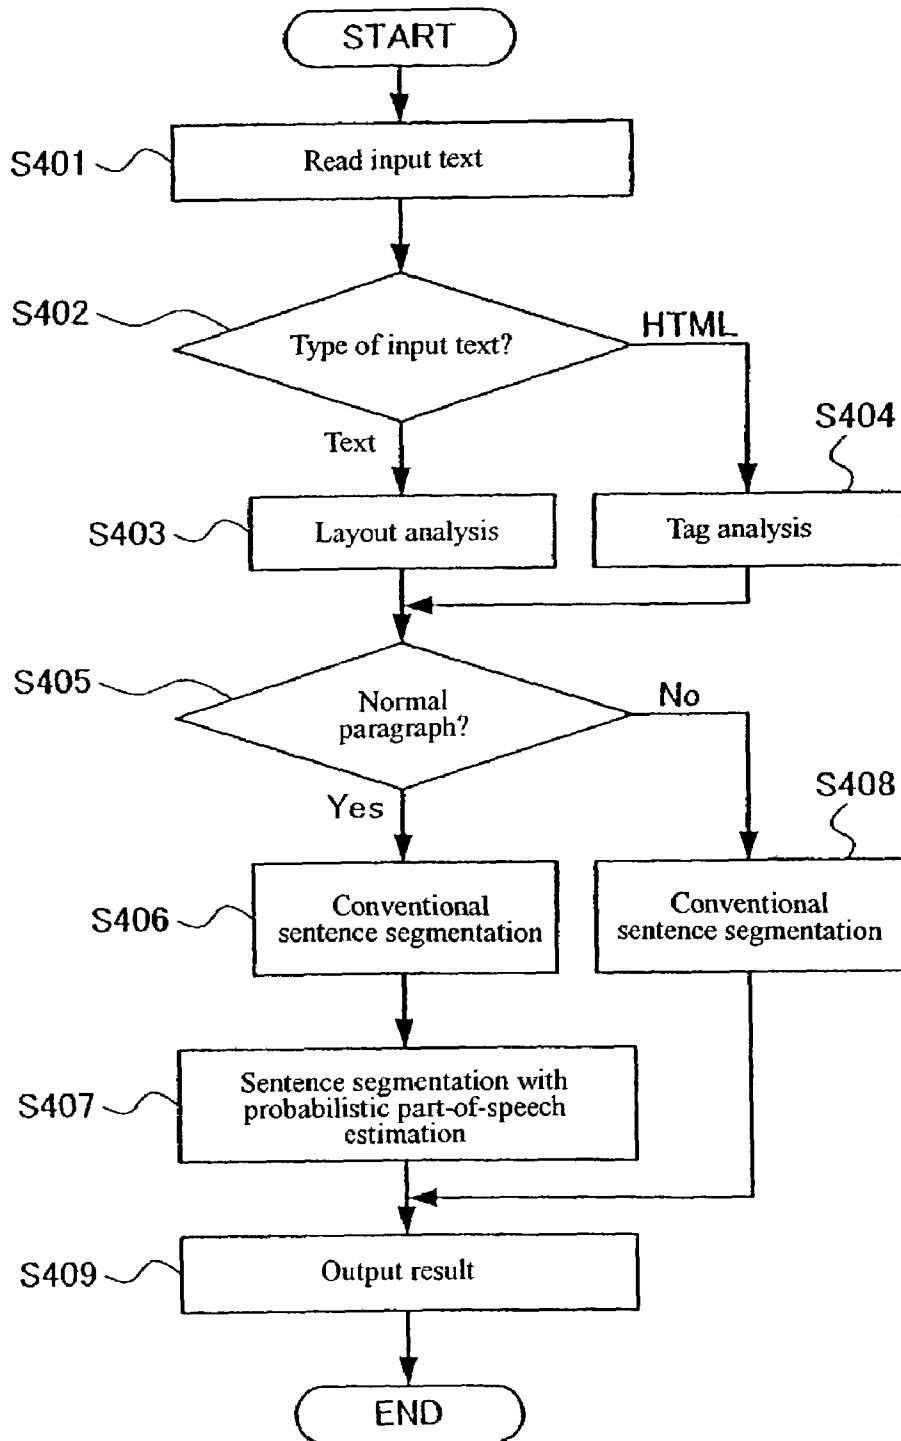 START
S401
Read input text
S402
Type of input text?
HTML
Text
S404
S403
Layout analysis
Tag analysis
S405
Normal
paragraph?
No
Yes
S408
S406
Conventional
sentence segmentation
Conventional
sentence segmentation
S407
Sentence segmentation with
probabilistic part-of-speech
estimation
S409
Output result
END